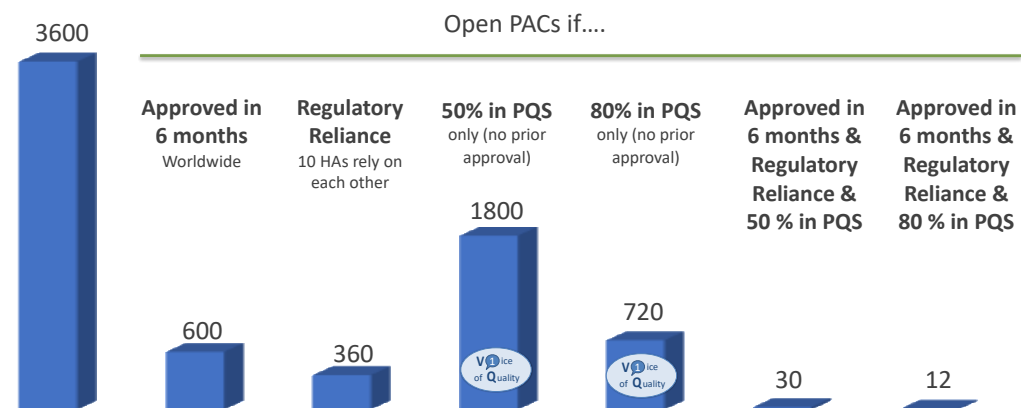 Open PACs if....
3600
Approved in
6 months
Worldwide
Regulatory
Reliance
10 HAs rely on
each other
50% in PQS
only (no prior
approval)
80% in PQS
only (no prior
approval)
Approved in
6 months &
Regulatory
Reliance &
50 % in PQS
Approved in
6 months &
Regulatory
Reliance &
80 % in PQS
600
360
1800
720
30
12
V1ice
of Quality
V1ice
of Quality